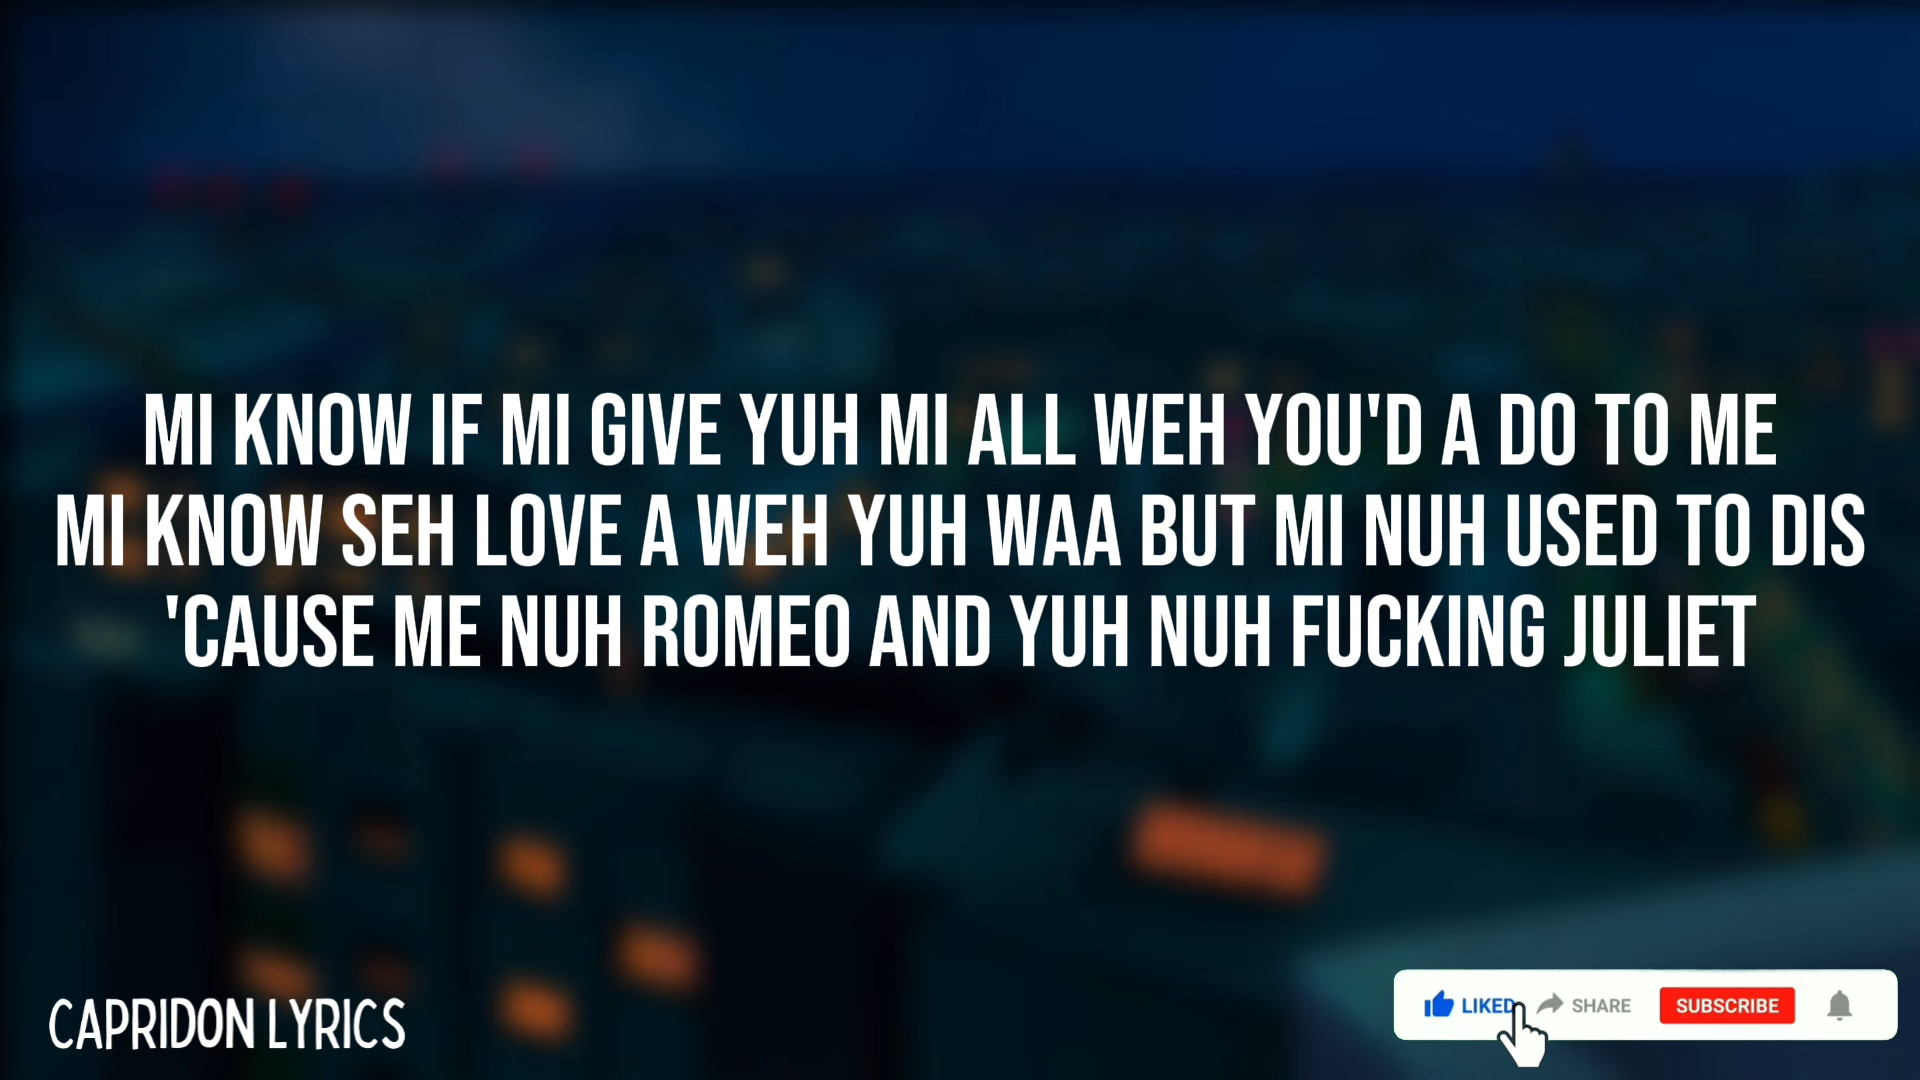 MI KNOW IF MI GIVE YUH MI ALL WEH YOU'D A DO TO ME
MI KNOW SEH LOVE A WEH YUH WAA BUT MI NUH USED TO DIS
'CAUSE ME NUH ROMEO AND YUH NUH FUCKING JULIET
CAPRIDON LYRICS
LIKED SHARE SUBSCRIBE